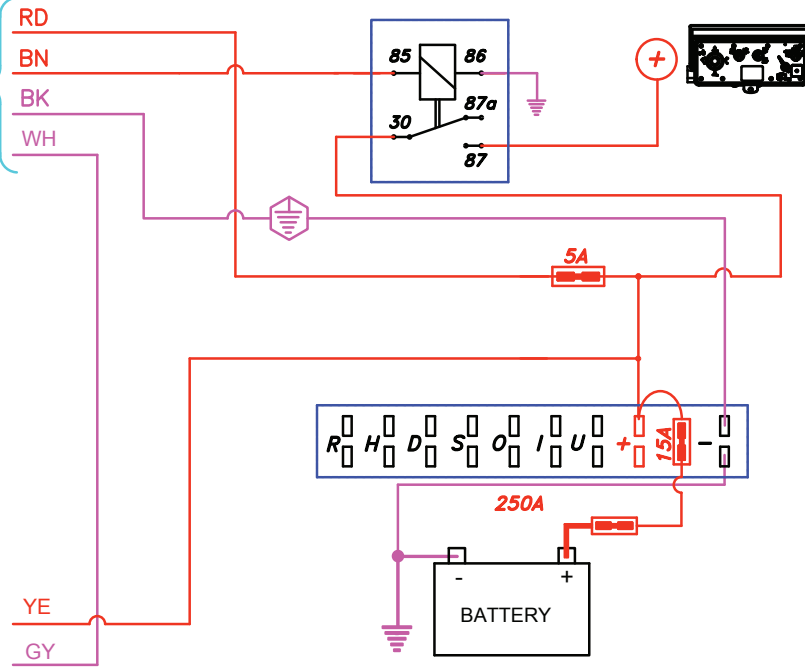 RD
BN
BK
WH
85 86
+
87a
30
87
5A
R H D S O I U + 15A -
250A
- +
BATTERY
YE
GY